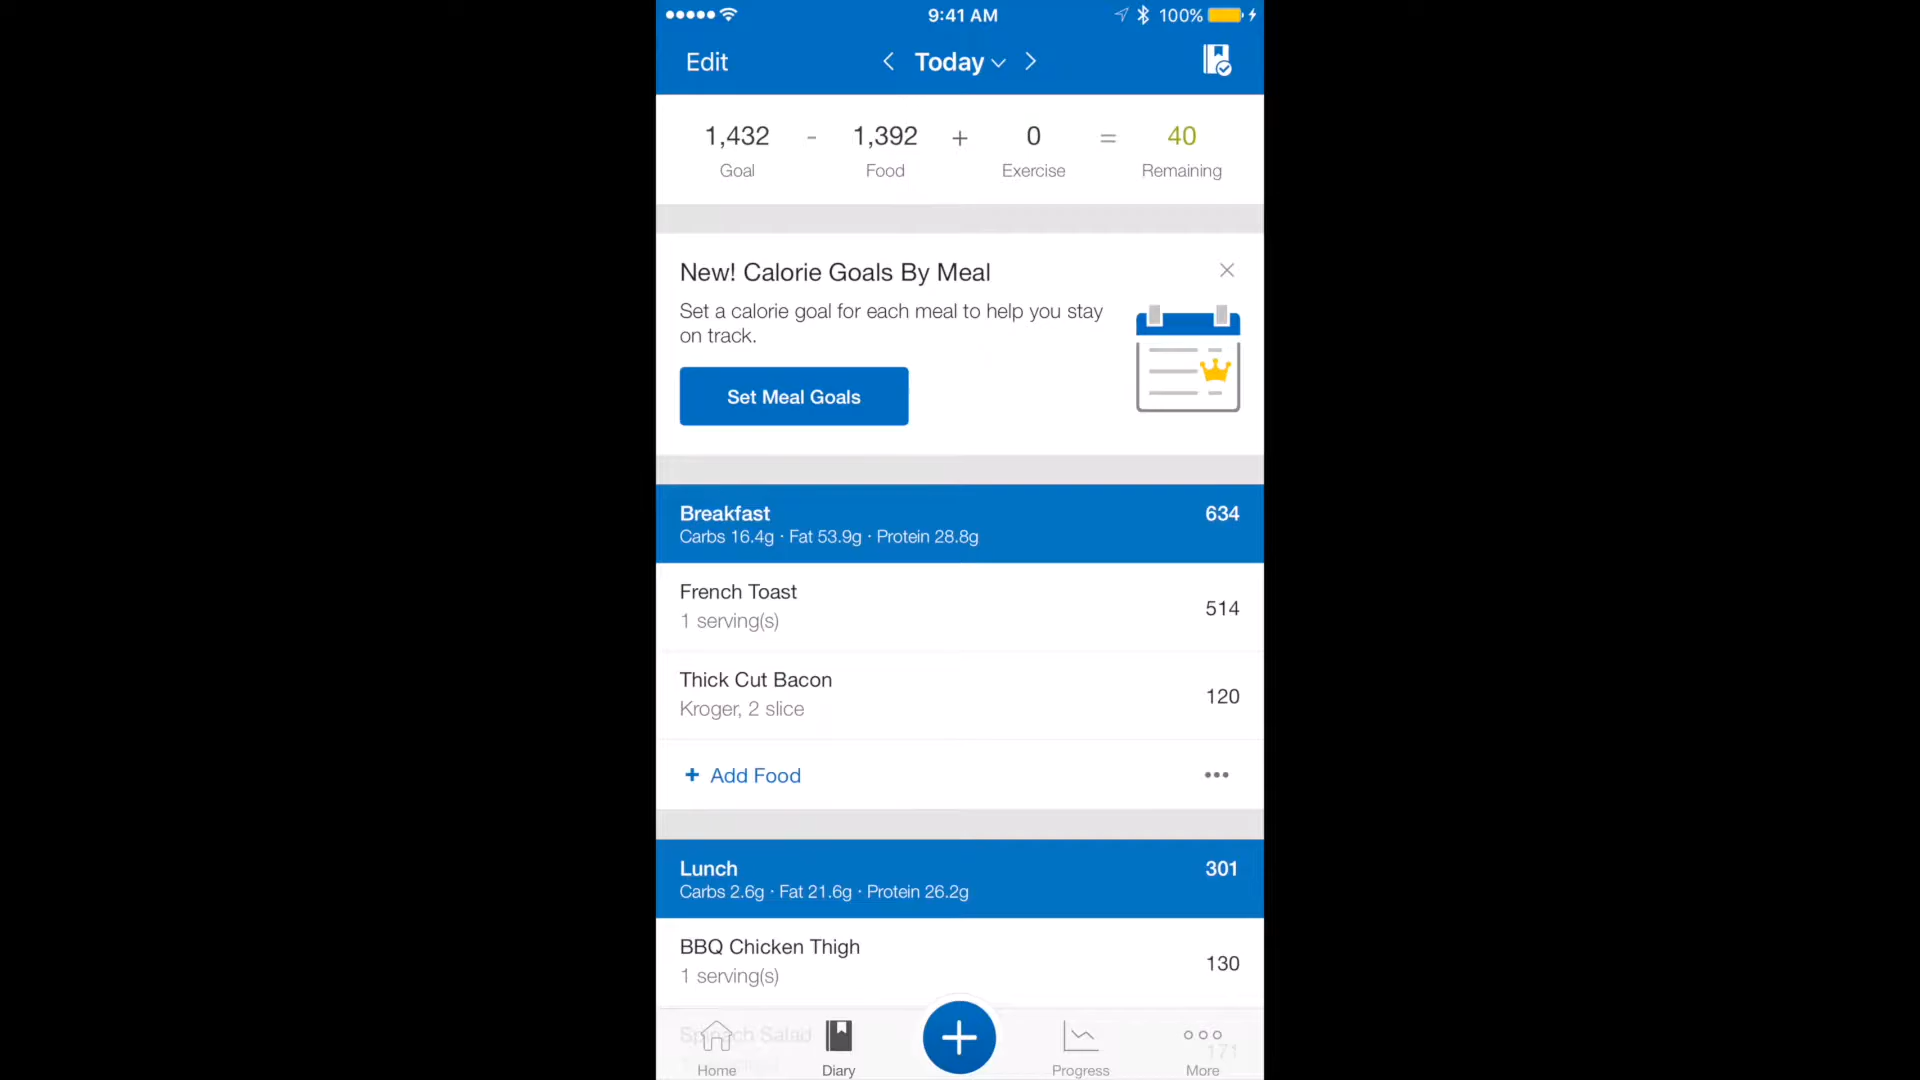 9:41 AM 100%
Edit Today
1,432 - 1,392 + 0 = 40
Goal Food Exercise Remaining
New! Calorie Goals By Meal
Set a calorie goal for each meal to help you stay
on track.
Set Meal Goals
Breakfast 634
Carbs 16.4g · Fat 53.9g · Protein 28.8g
French Toast
1 serving(s) 514
Thick Cut Bacon
Kroger, 2 slice 120
+ Add Food
Lunch 301
Carbs 2.6g · Fat 21.6g · Protein 26.2g
BBQ Chicken Thigh
1 serving(s) 130
Spinach Salad 171
Home Diary Progress More